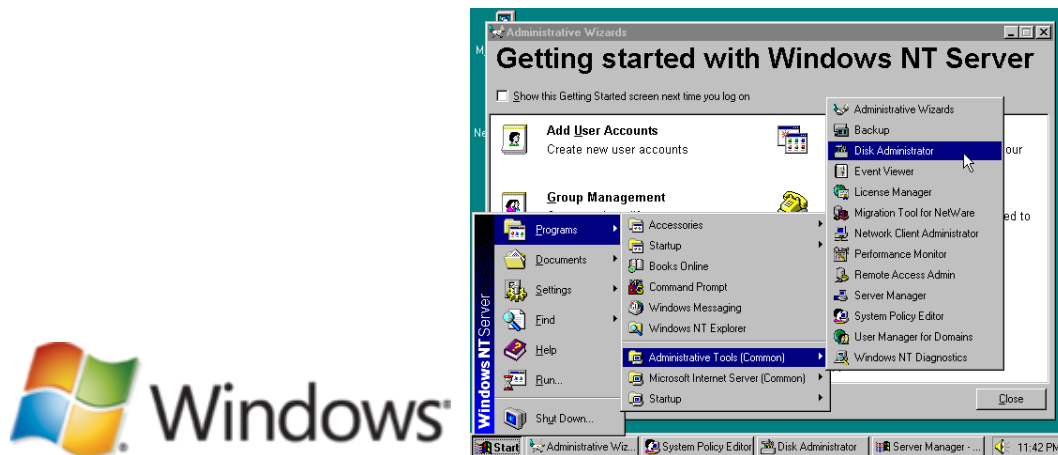 Windows
Administrative Wizards
Getting started with Windows NT Server
Show this Getting Started screen next time you log on
Add User Accounts
Create new user accounts
our
Group Management
ed to
Administrative Wizards
Backup
Disk Administrator
Event Viewer
License Manager
Migration Tool for NetWare
Network Client Administrator
Performance Monitor
Remote Access Admin
Server Manager
System Policy Editor
User Manager for Domains
Windows NT Diagnostics
Accessories
Startup
Books Online
Command Prompt
Windows Messaging
Windows NT Explorer
Administrative Tools (Common)
Microsoft Internet Server (Common)
Startup
Windows NT Server
Programs
Documents
Settings
Find
Help
Run...
Shut Down...
Close
Start
Administrative Wiz...
System Policy Editor
Disk Administrator
Server Manager - ...
11:42 PM